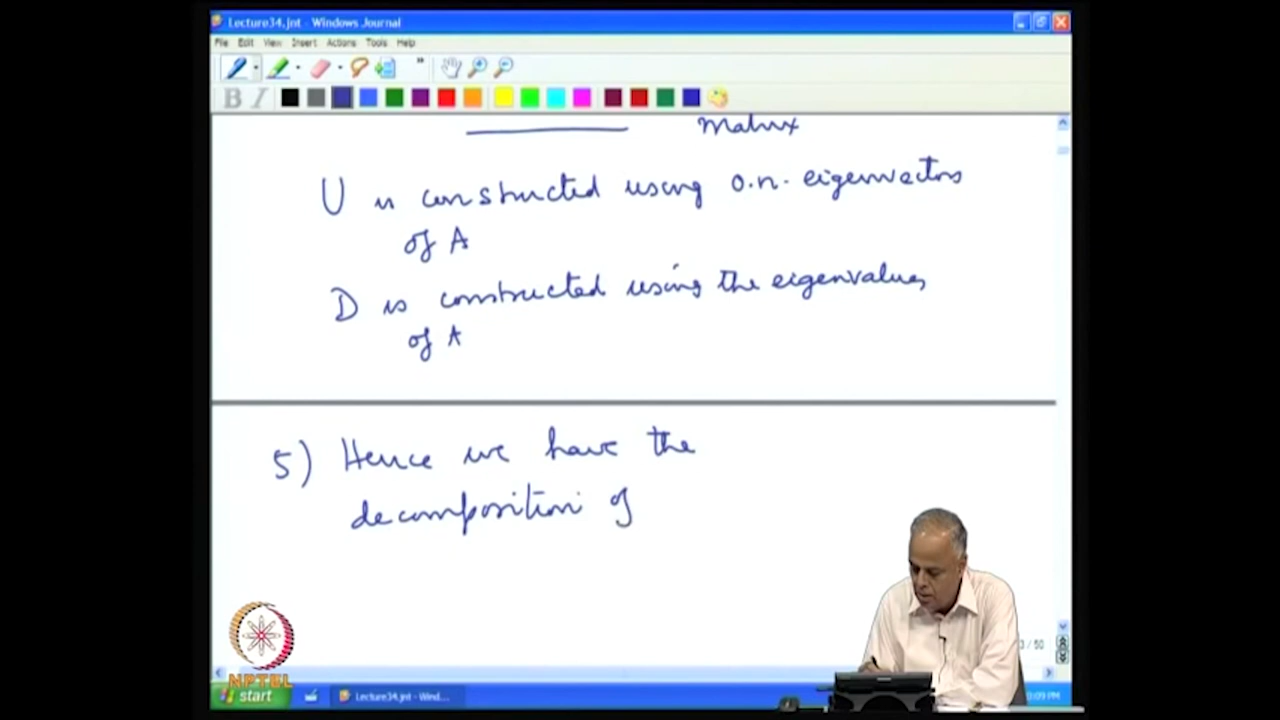 Lecture34.jnt - Windows Journal
File Edit View Insert Actions Tools Help
B I
Matrix
U is constructed using o.n. eigenvectors
of A
D is constructed using the eigenvalues
of A
5) Hence we have the
decomposition of
/ 50
NPTEL
start
Lecture34.jnt - Wind...